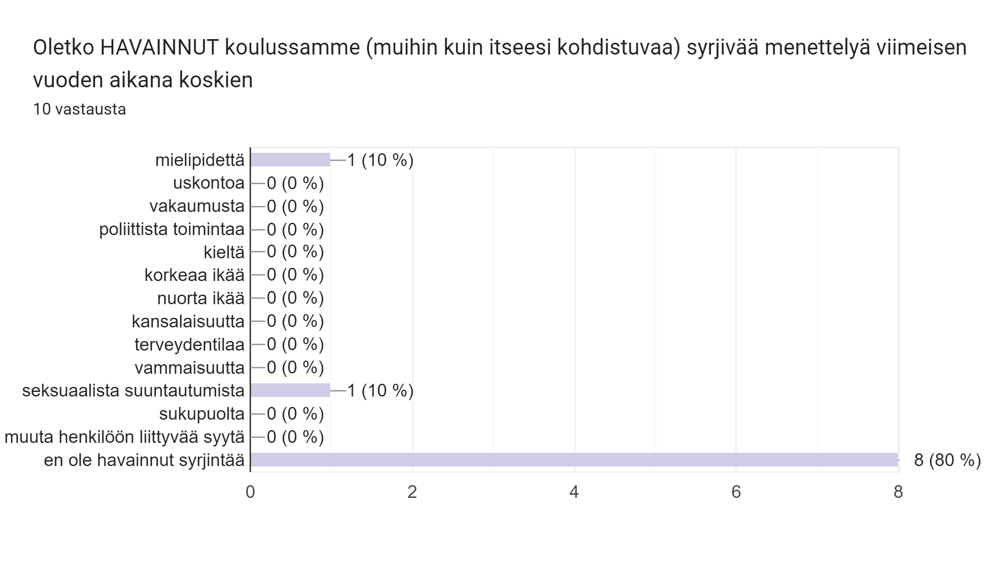 Oletko HAVAINNUT koulussamme (muihin kuin itseesi kohdistuvaa) syrjivää menettelyä viimeisen
vuoden aikana koskien
10 vastausta
mielipidettä 1 (10 %)
uskontoa 0 (0 %)
vakaumusta 0 (0 %)
poliittista toimintaa 0 (0 %)
kieltä 0 (0 %)
korkeaa ikää 0 (0 %)
nuorta ikää 0 (0 %)
kansalaisuutta 0 (0 %)
terveydentilaa 0 (0 %)
vammaisuutta 0 (0 %)
seksuaalista suuntautumista 1 (10 %)
sukupuolta 0 (0 %)
muuta henkilöön liittyvää syytä 0 (0 %)
en ole havainnut syrjintää 8 (80 %)
0 2 4 6 8